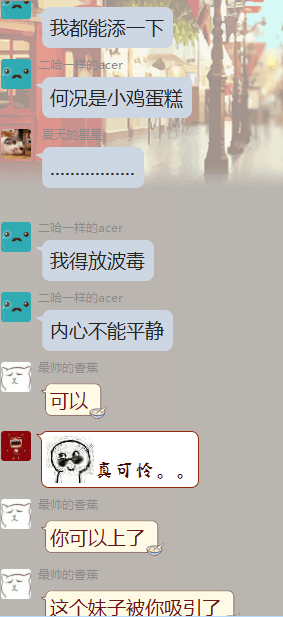 我都能添一下
二哈一样的acer
何况是小鸡蛋糕
夏天的星星
.................
二哈一样的acer
我得放波毒
二哈一样的acer
内心不能平静
最帅的香蕉
可以
真可怜。。
最帅的香蕉
你可以上了
最帅的香蕉
这个妹子被你吸引了